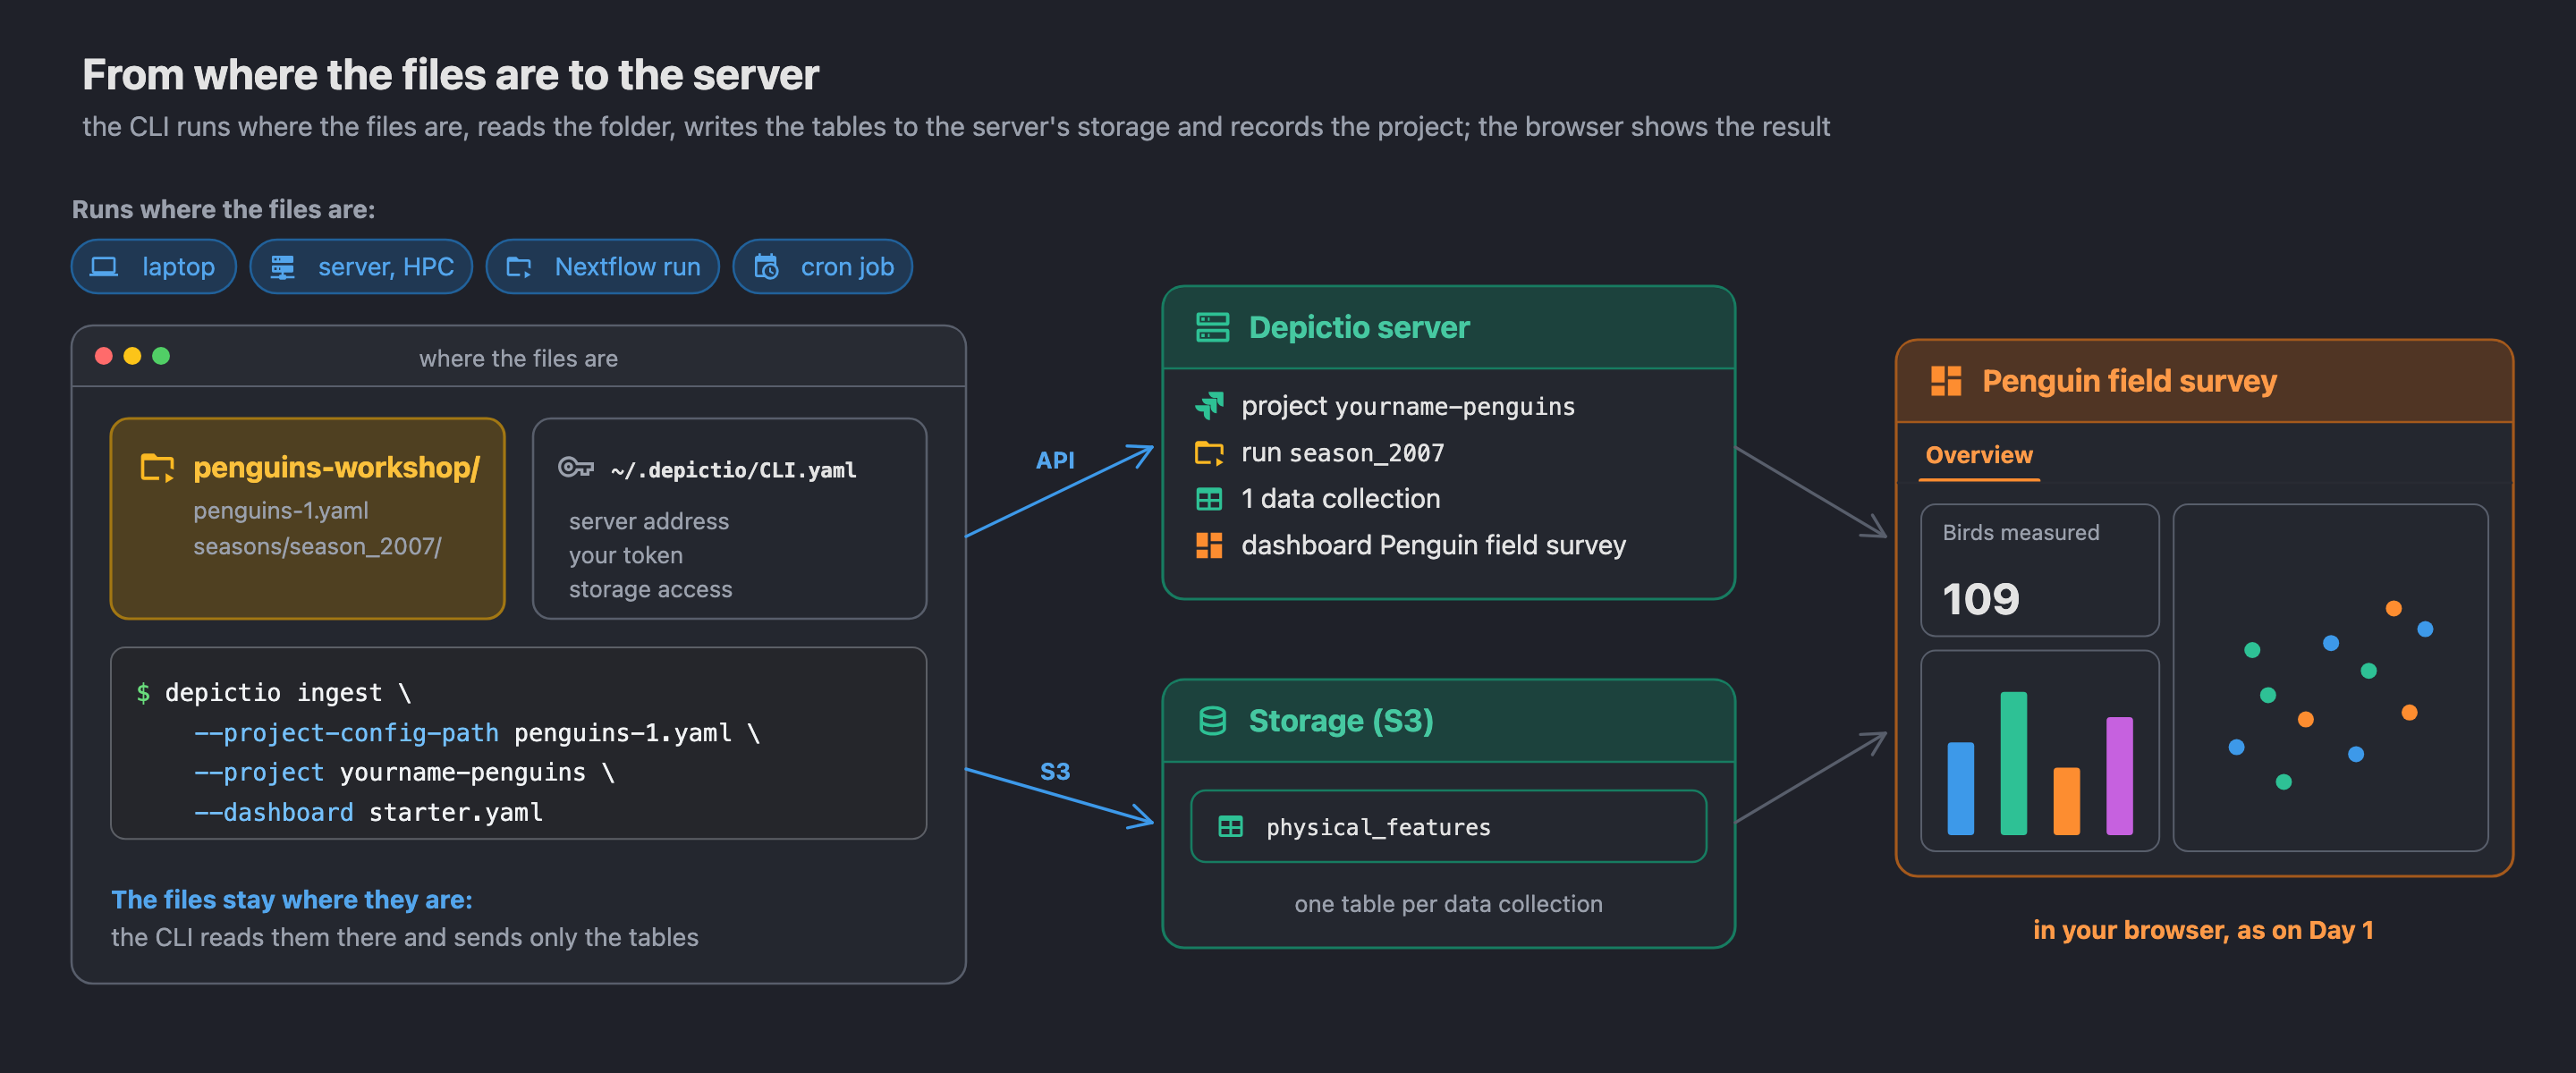 From where the files are to the server
the CLI runs where the files are, reads the folder, writes the tables to the server's storage and records the project; the browser shows the result
Runs where the files are:
laptop
server, HPC
Nextflow run
cron job
where the files are
penguins-workshop/
penguins-1.yaml
seasons/season_2007/
~/.depictio/CLI.yaml
server address
your token
storage access
$ depictio ingest \
--project-config-path penguins-1.yaml \
--project yourname-penguins \
--dashboard starter.yaml
The files stay where they are:
the CLI reads them there and sends only the tables
API
S3
Depictio server
project yourname-penguins
run season_2007
1 data collection
dashboard Penguin field survey
Storage (S3)
physical_features
one table per data collection
Penguin field survey
Overview
Birds measured
109
in your browser, as on Day 1